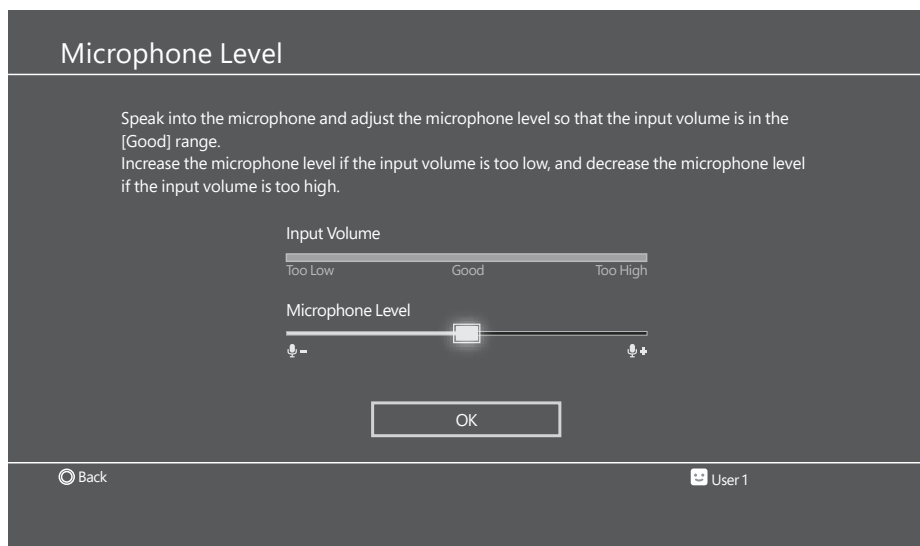 Microphone Level
Speak into the microphone and adjust the microphone level so that the input volume is in the
[Good] range.
Increase the microphone level if the input volume is too low, and decrease the microphone level
if the input volume is too high.
Input Volume
Too Low Good Too High
Microphone Level
OK
Back User 1